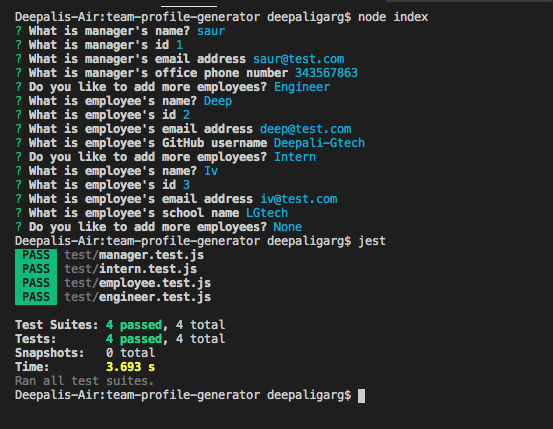 Deepalis-Air:team-profile-generator deepaligarg$ node index
? What is manager's name? saur
? What is manager's id 1
? What is manager's email address saur@test.com
? What is manager's office phone number 343567863
? Do you like to add more employees? Engineer
? What is employee's name? Deep
? What is employee's id 2
? What is employee's email address deep@test.com
? What is employee's GitHub username Deepali-Gtech
? Do you like to add more employees? Intern
? What is employee's name? Iv
? What is employee's id 3
? What is employee's email address iv@test.com
? What is employee's school name LGtech
? Do you like to add more employees? None
Deepalis-Air:team-profile-generator deepaligarg$ jest
PASS test/manager.test.js
PASS test/intern.test.js
PASS test/employee.test.js
PASS test/engineer.test.js
Test Suites: 4 passed, 4 total
Tests: 4 passed, 4 total
Snapshots: 0 total
Time: 3.693 s
Ran all test suites.
Deepalis-Air:team-profile-generator deepaligarg$